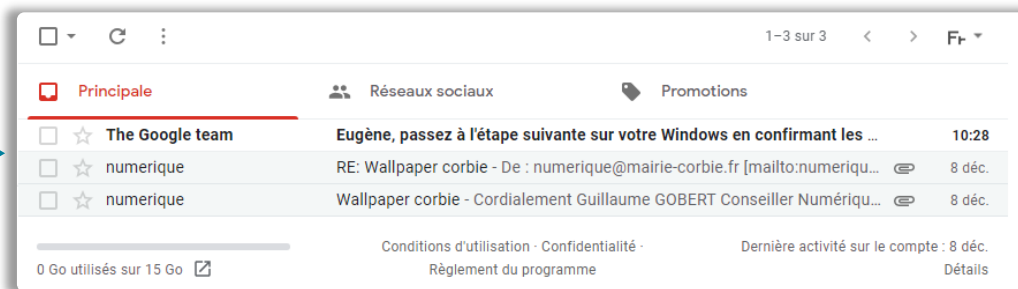 1–3 sur 3
Principale Réseaux sociaux Promotions
The Google team Eugène, passez à l'étape suivante sur votre Windows en confirmant les ... 10:28
numerique RE: Wallpaper corbie - De : numerique@mairie-corbie.fr [mailto:numeriqu... 8 déc.
numerique Wallpaper corbie - Cordialement Guillaume GOBERT Conseiller Numériqu... 8 déc.
Conditions d'utilisation · Confidentialité · Dernière activité sur le compte : 8 déc.
0 Go utilisés sur 15 Go Règlement du programme Détails